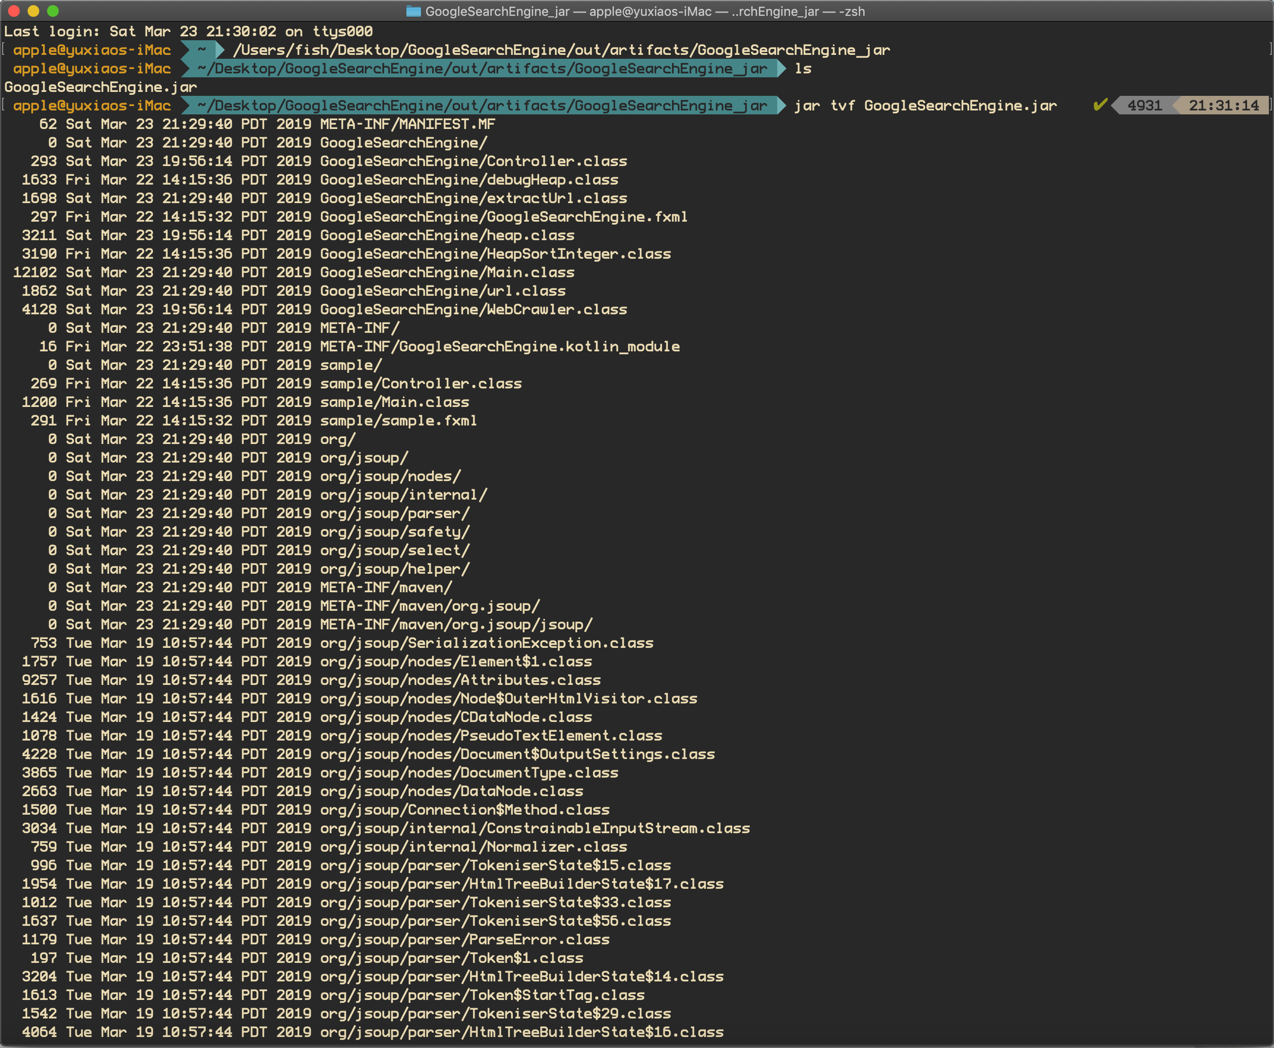 GoogleSearchEngine_jar — apple@yuxiaos-iMac — ..rchEngine_jar — -zsh
Last login: Sat Mar 23 21:30:02 on ttys000
[ apple@yuxiaos-iMac ~ /Users/fish/Desktop/GoogleSearchEngine/out/artifacts/GoogleSearchEngine_jar ]
apple@yuxiaos-iMac ~/Desktop/GoogleSearchEngine/out/artifacts/GoogleSearchEngine_jar ls
GoogleSearchEngine.jar
[ apple@yuxiaos-iMac ~/Desktop/GoogleSearchEngine/out/artifacts/GoogleSearchEngine_jar jar tvf GoogleSearchEngine.jar ✔ 4931 21:31:14 ]
62 Sat Mar 23 21:29:40 PDT 2019 META-INF/MANIFEST.MF
0 Sat Mar 23 21:29:40 PDT 2019 GoogleSearchEngine/
293 Sat Mar 23 19:56:14 PDT 2019 GoogleSearchEngine/Controller.class
1633 Fri Mar 22 14:15:36 PDT 2019 GoogleSearchEngine/debugHeap.class
1698 Sat Mar 23 21:29:40 PDT 2019 GoogleSearchEngine/extractUrl.class
297 Fri Mar 22 14:15:32 PDT 2019 GoogleSearchEngine/GoogleSearchEngine.fxml
3211 Sat Mar 23 19:56:14 PDT 2019 GoogleSearchEngine/heap.class
3190 Fri Mar 22 14:15:36 PDT 2019 GoogleSearchEngine/HeapSortInteger.class
12102 Sat Mar 23 21:29:40 PDT 2019 GoogleSearchEngine/Main.class
1862 Sat Mar 23 21:29:40 PDT 2019 GoogleSearchEngine/url.class
4128 Sat Mar 23 19:56:14 PDT 2019 GoogleSearchEngine/WebCrawler.class
0 Sat Mar 23 21:29:40 PDT 2019 META-INF/
16 Fri Mar 22 23:51:38 PDT 2019 META-INF/GoogleSearchEngine.kotlin_module
0 Sat Mar 23 21:29:40 PDT 2019 sample/
269 Fri Mar 22 14:15:36 PDT 2019 sample/Controller.class
1200 Fri Mar 22 14:15:36 PDT 2019 sample/Main.class
291 Fri Mar 22 14:15:32 PDT 2019 sample/sample.fxml
0 Sat Mar 23 21:29:40 PDT 2019 org/
0 Sat Mar 23 21:29:40 PDT 2019 org/jsoup/
0 Sat Mar 23 21:29:40 PDT 2019 org/jsoup/nodes/
0 Sat Mar 23 21:29:40 PDT 2019 org/jsoup/internal/
0 Sat Mar 23 21:29:40 PDT 2019 org/jsoup/parser/
0 Sat Mar 23 21:29:40 PDT 2019 org/jsoup/safety/
0 Sat Mar 23 21:29:40 PDT 2019 org/jsoup/select/
0 Sat Mar 23 21:29:40 PDT 2019 org/jsoup/helper/
0 Sat Mar 23 21:29:40 PDT 2019 META-INF/maven/
0 Sat Mar 23 21:29:40 PDT 2019 META-INF/maven/org.jsoup/
0 Sat Mar 23 21:29:40 PDT 2019 META-INF/maven/org.jsoup/jsoup/
753 Tue Mar 19 10:57:44 PDT 2019 org/jsoup/SerializationException.class
1757 Tue Mar 19 10:57:44 PDT 2019 org/jsoup/nodes/Element$1.class
9257 Tue Mar 19 10:57:44 PDT 2019 org/jsoup/nodes/Attributes.class
1616 Tue Mar 19 10:57:44 PDT 2019 org/jsoup/nodes/Node$OuterHtmlVisitor.class
1424 Tue Mar 19 10:57:44 PDT 2019 org/jsoup/nodes/CDataNode.class
1078 Tue Mar 19 10:57:44 PDT 2019 org/jsoup/nodes/PseudoTextElement.class
4228 Tue Mar 19 10:57:44 PDT 2019 org/jsoup/nodes/Document$OutputSettings.class
3865 Tue Mar 19 10:57:44 PDT 2019 org/jsoup/nodes/DocumentType.class
2663 Tue Mar 19 10:57:44 PDT 2019 org/jsoup/nodes/DataNode.class
1500 Tue Mar 19 10:57:44 PDT 2019 org/jsoup/Connection$Method.class
3034 Tue Mar 19 10:57:44 PDT 2019 org/jsoup/internal/ConstrainableInputStream.class
759 Tue Mar 19 10:57:44 PDT 2019 org/jsoup/internal/Normalizer.class
996 Tue Mar 19 10:57:44 PDT 2019 org/jsoup/parser/TokeniserState$15.class
1954 Tue Mar 19 10:57:44 PDT 2019 org/jsoup/parser/HtmlTreeBuilderState$17.class
1012 Tue Mar 19 10:57:44 PDT 2019 org/jsoup/parser/TokeniserState$33.class
1637 Tue Mar 19 10:57:44 PDT 2019 org/jsoup/parser/TokeniserState$56.class
1179 Tue Mar 19 10:57:44 PDT 2019 org/jsoup/parser/ParseError.class
197 Tue Mar 19 10:57:44 PDT 2019 org/jsoup/parser/Token$1.class
3204 Tue Mar 19 10:57:44 PDT 2019 org/jsoup/parser/HtmlTreeBuilderState$14.class
1613 Tue Mar 19 10:57:44 PDT 2019 org/jsoup/parser/Token$StartTag.class
1542 Tue Mar 19 10:57:44 PDT 2019 org/jsoup/parser/TokeniserState$29.class
4064 Tue Mar 19 10:57:44 PDT 2019 org/jsoup/parser/HtmlTreeBuilderState$16.class